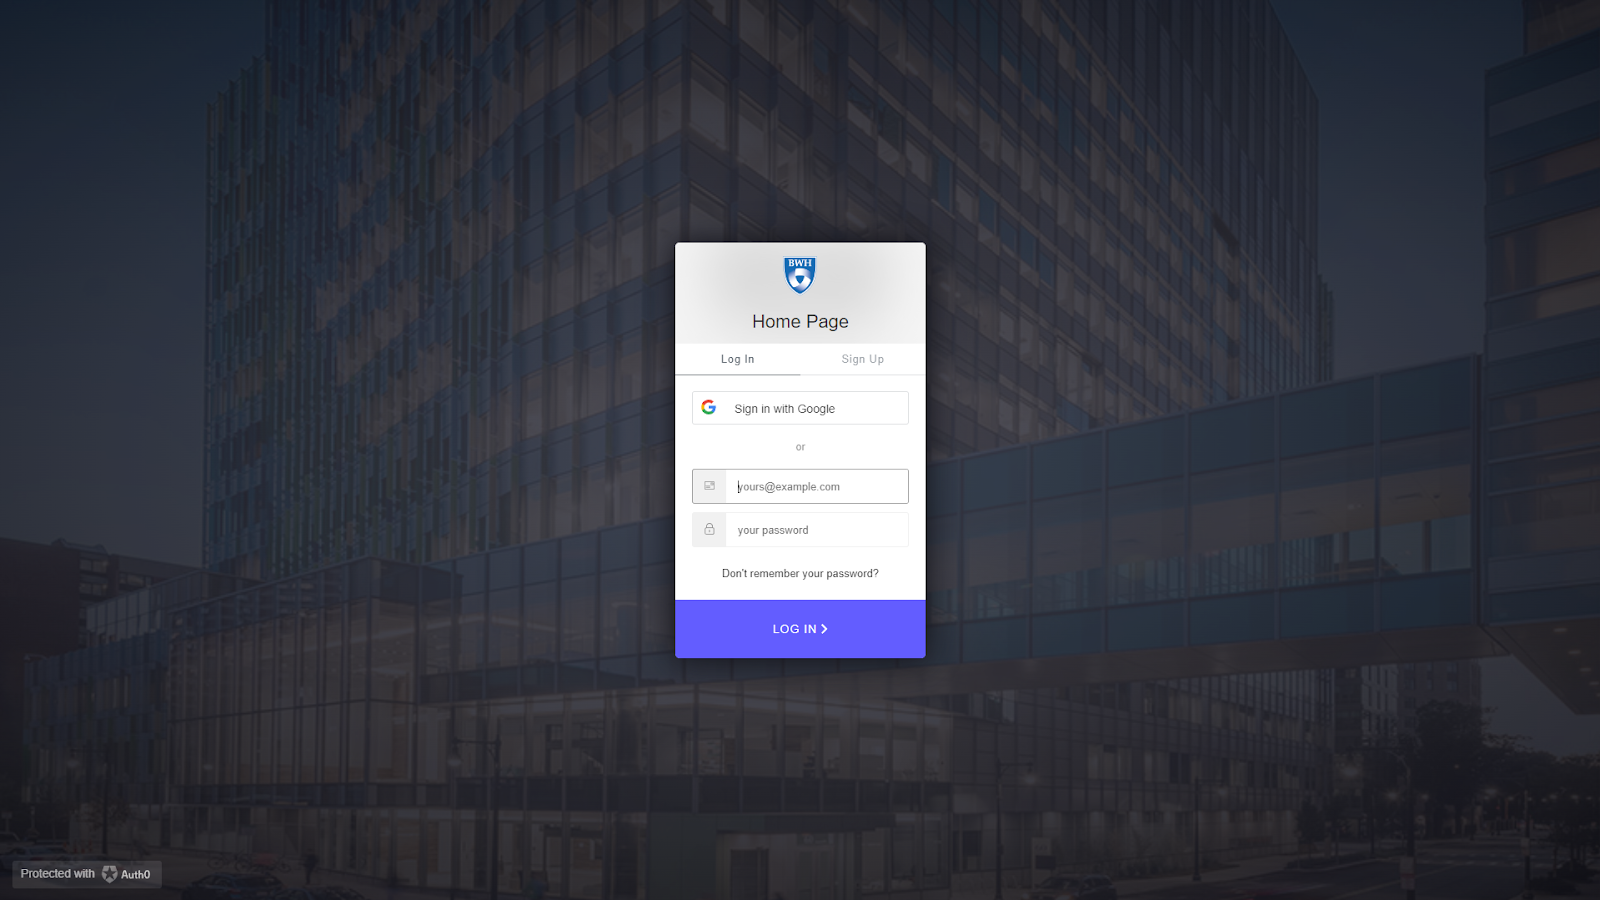 BWH
Home Page
Log In
Sign Up
Sign in with Google
or
yours@example.com
your password
Don't remember your password?
LOG IN
Protected with Auth0